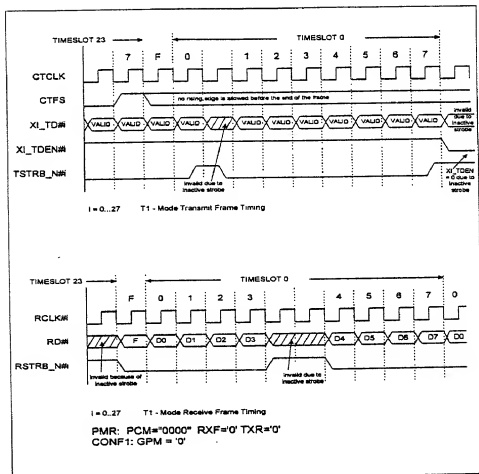 TIMESLOT 23 TIMESLOT 0
7 F 0 1 2 3 4 5 6 7
CTCLK
CTFS
no rising edge is allowed before the end of the frame
invalid due to inactive strobe
XI_TD#i VALID VALID VALID VALID VALID VALID VALID VALID VALID VALID VALID
XI_TDEN#i
TSTRB_N#i
invalid due to inactive strobe
XI_TDEN = 0 due to inactive strobe
i = 0...27 T1 - Mode Transmit Frame Timing
TIMESLOT 23 TIMESLOT 0
F 0 1 2 3 4 5 6 7 0
RCLK#i
RD#i F D0 D1 D2 D3 D4 D5 D6 D7 D0
RSTRB_N#i
invalid because of inactive strobe
invalid due to inactive strobe
i = 0..27 T1 - Mode Receive Frame Timing
PMR: PCM="0000" RXF='0' TXR='0'
CONF1: GPM = '0'